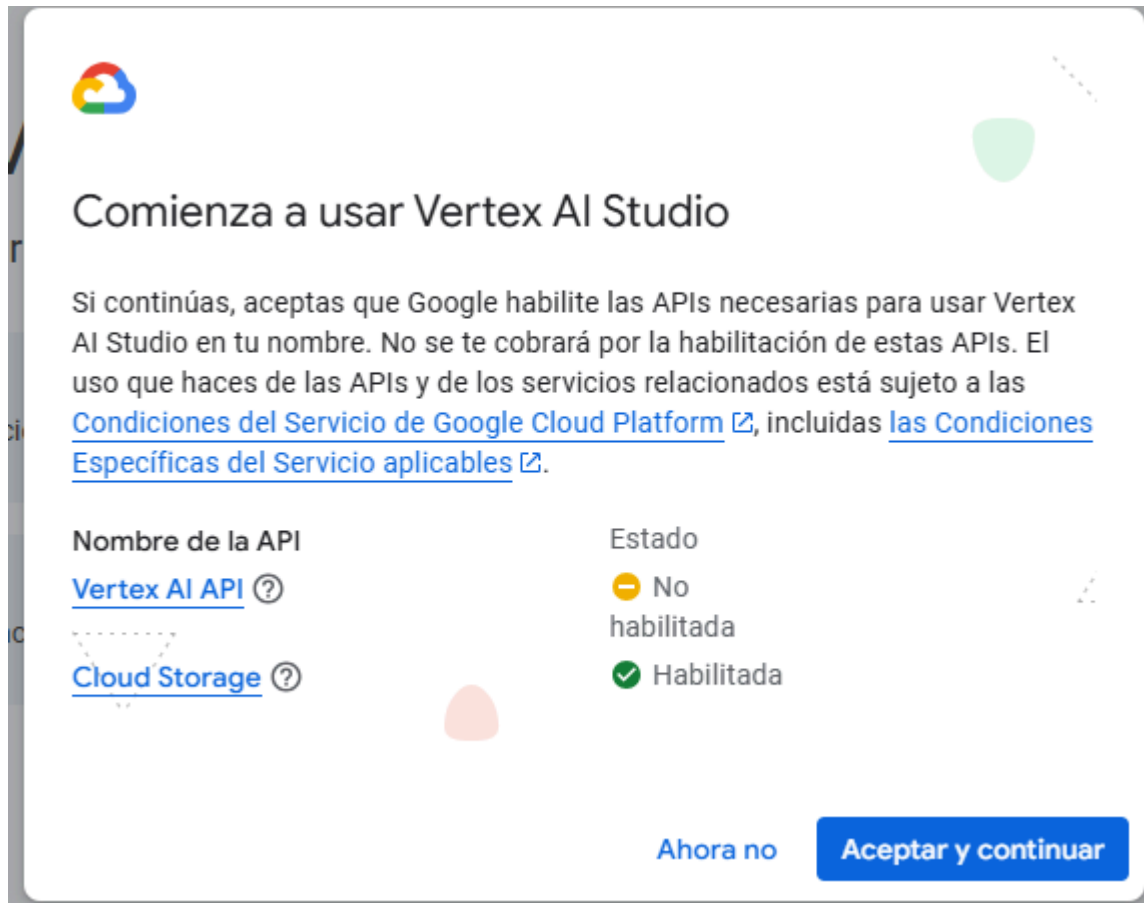 Comienza a usar Vertex AI Studio
Si continúas, aceptas que Google habilite las APIs necesarias para usar Vertex
AI Studio en tu nombre. No se te cobrará por la habilitación de estas APIs. El
uso que haces de las APIs y de los servicios relacionados está sujeto a las
Condiciones del Servicio de Google Cloud Platform, incluidas las Condiciones
Específicas del Servicio aplicables.
Nombre de la API Estado
Vertex AI API No
habilitada
Cloud Storage Habilitada
Ahora no Aceptar y continuar